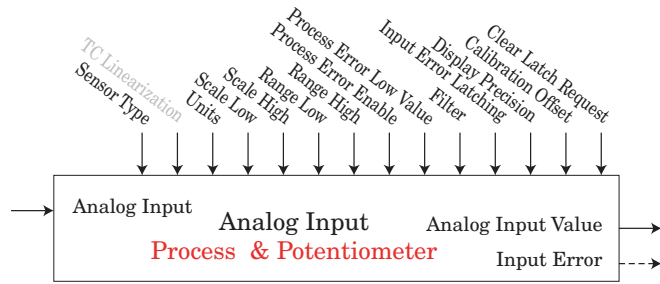 Sensor Type
TC Linearization
Units
Scale Low
Scale High
Range Low
Range High
Process Error Enable
Process Error Low Value
Filter
Input Error Latching
Display Precision
Calibration Offset
Clear Latch Request
Analog Input
Analog Input
Process & Potentiometer
Analog Input Value
Input Error